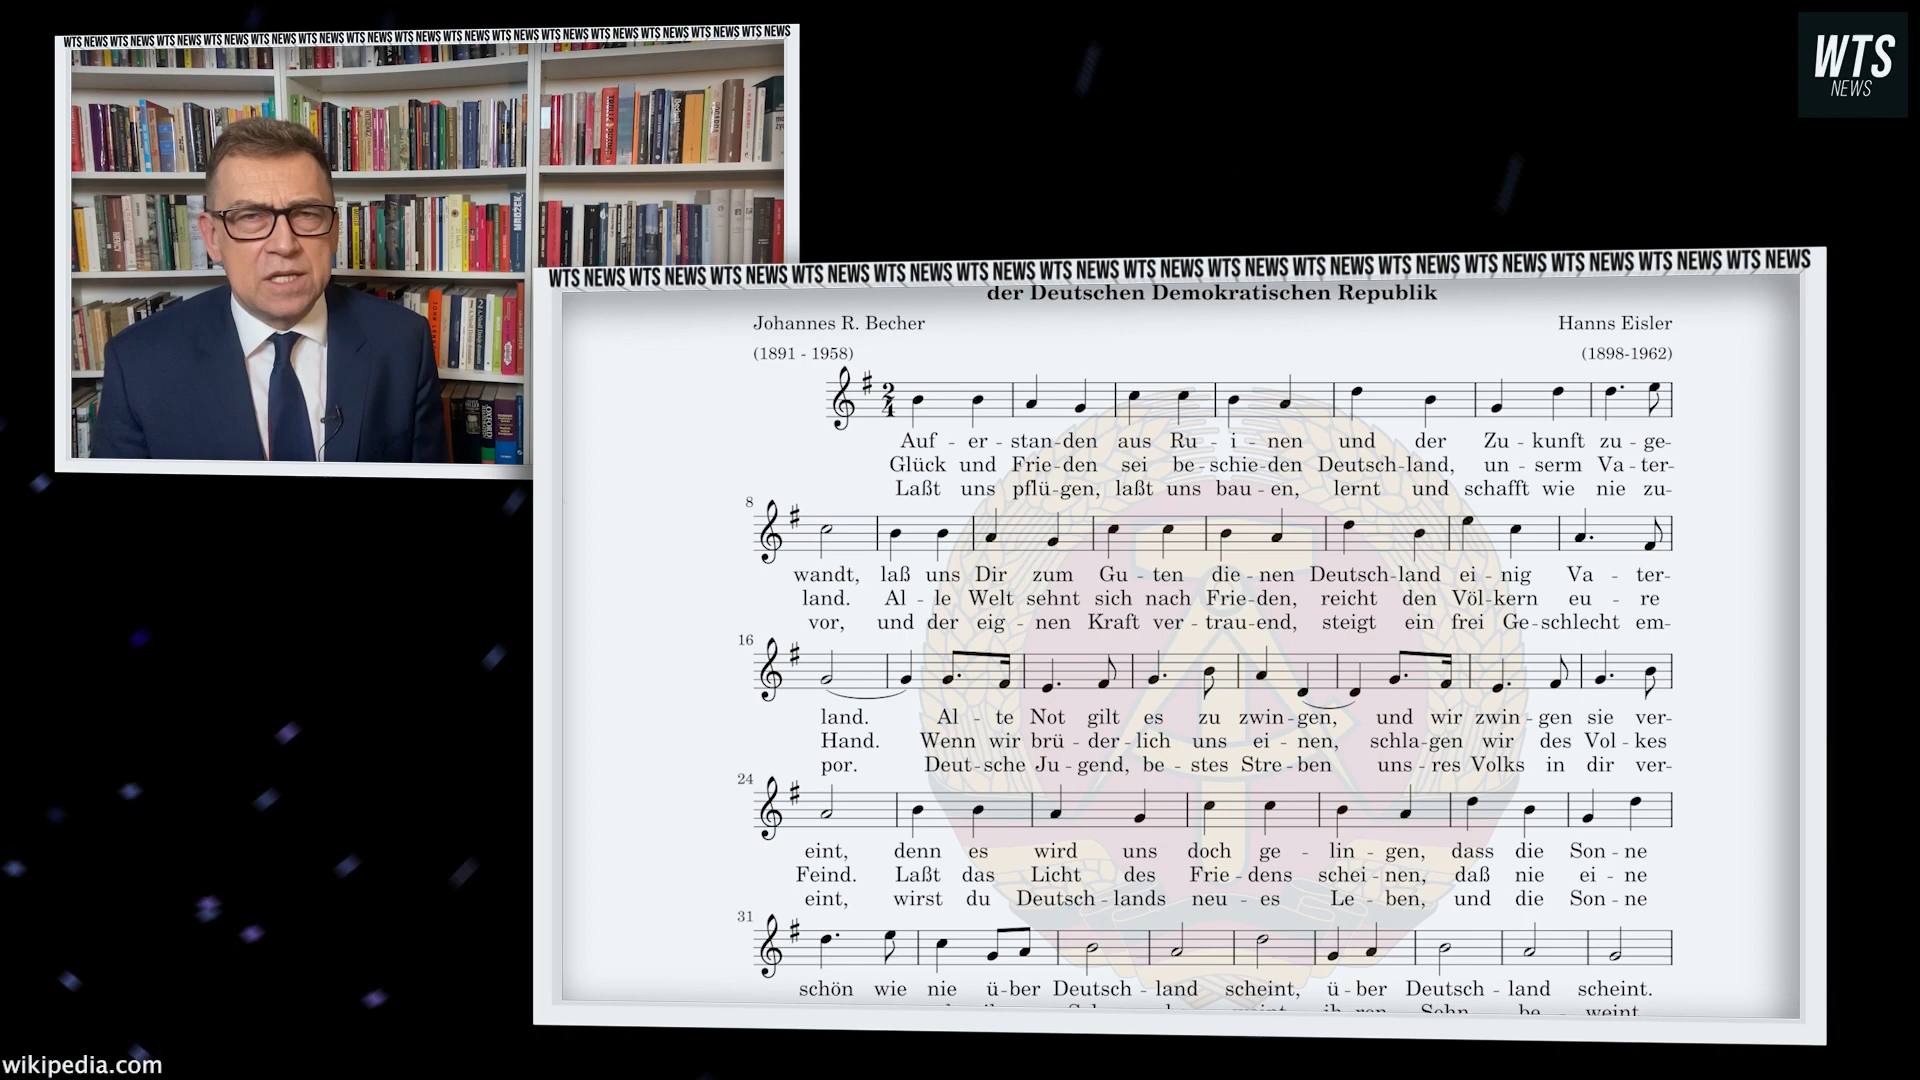 WTS NEWS WTS NEWS WTS NEWS WTS NEWS WTS NEWS WTS NEWS WTS NEWS WTS NEWS WTS NEWS WTS NEWS WTS NEWS WTS NEWS WTS NEWS WTS NEWS WTS NEWS WTS NEWS
WTS
NEWS
MROŻEK
WTS NEWS WTS NEWS WTS NEWS WTS NEWS WTS NEWS WTS NEWS WTS NEWS WTS NEWS WTS NEWS WTS NEWS WTS NEWS WTS NEWS WTS NEWS WTS NEWS WTS NEWS
der Deutschen Demokratischen Republik
Johannes R. Becher Hanns Eisler
(1891 - 1958) (1898-1962)
2
4
Auf - er - stan - den aus Ru - i - nen und der Zu - kunft zu - ge-
Glück und Frie - den sei be - schie - den Deutsch - land, un - serm Va - ter-
Laßt uns pflü - gen, laßt uns bau - en, lernt und schafft wie nie zu-
8
wandt, laß uns Dir zum Gu - ten die - nen Deutsch - land ei - nig Va - ter-
land. Al - le Welt sehnt sich nach Frie - den, reicht den Völ - kern eu - re
vor, und der eig - nen Kraft ver - trau - end, steigt ein frei Ge - schlecht em-
16
land. Al - te Not gilt es zu zwin - gen, und wir zwin - gen sie ver-
Hand. Wenn wir brü - der - lich uns ei - nen, schla - gen wir des Vol - kes
por. Deut - sche Ju - gend, be - stes Stre - ben uns - res Volks in dir ver-
24
eint, denn es wird uns doch ge - lin - gen, dass die Son - ne
Feind. Laßt das Licht des Frie - dens schei - nen, daß nie ei - ne
eint, wirst du Deutsch - lands neu - es Le - ben, und die Son - ne
31
schön wie nie ü - ber Deutsch - land scheint, ü - ber Deutsch - land scheint.
weint, ih - ren Sohn be - weint.
wikipedia.com